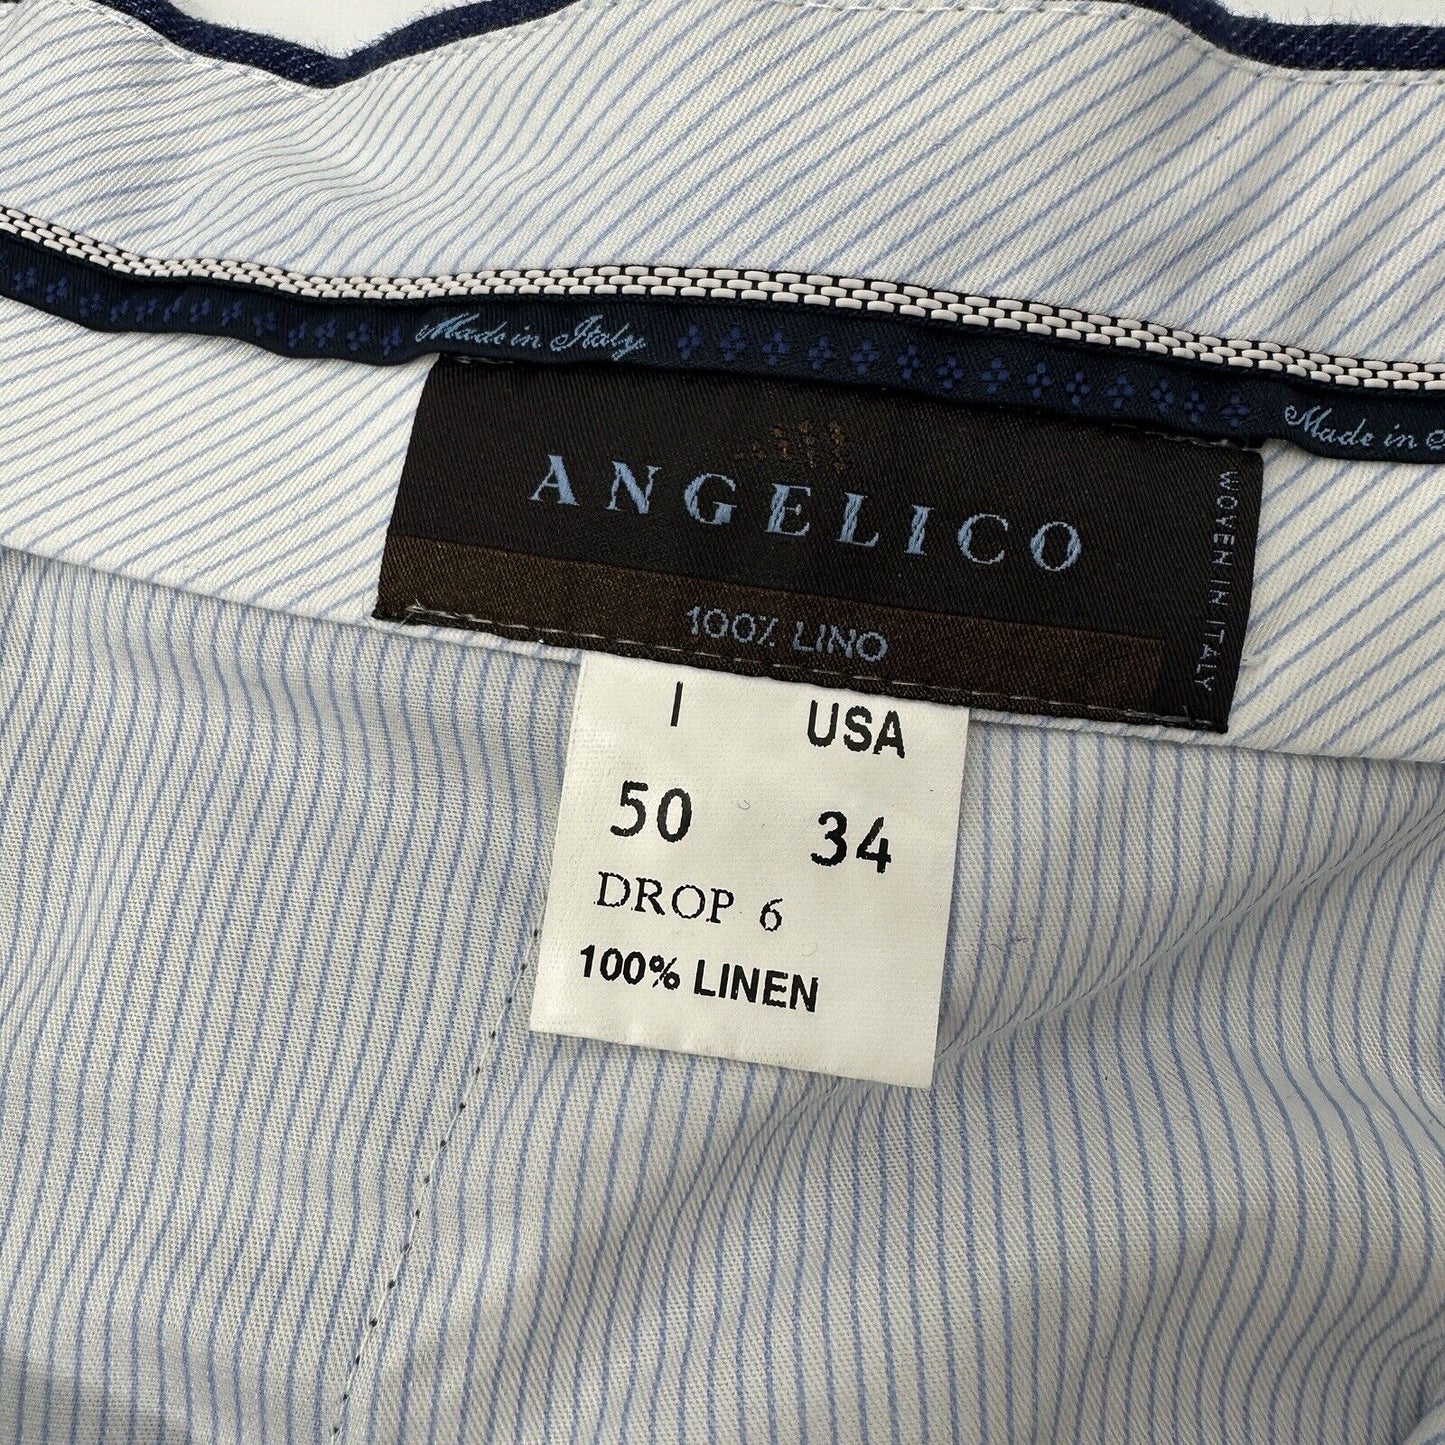 Made in Italy
Made in
ANGELICO
100% LINO
WOVEN IN ITALY
I USA
50 34
DROP 6
100% LINEN